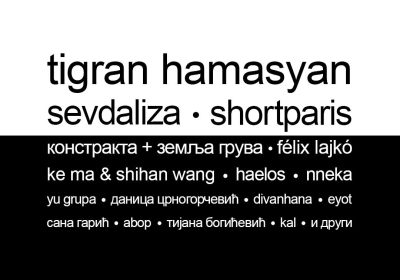 tigran hamasyan
sevdaliza • shortparis
констракта + земља грува • félix lajkó
ke ma & shihan wang • haelos • nneka
yu grupa • даница црногорчевић • divanhana • eyot
сана гарић • abop • тијана богићевић • kal • и други